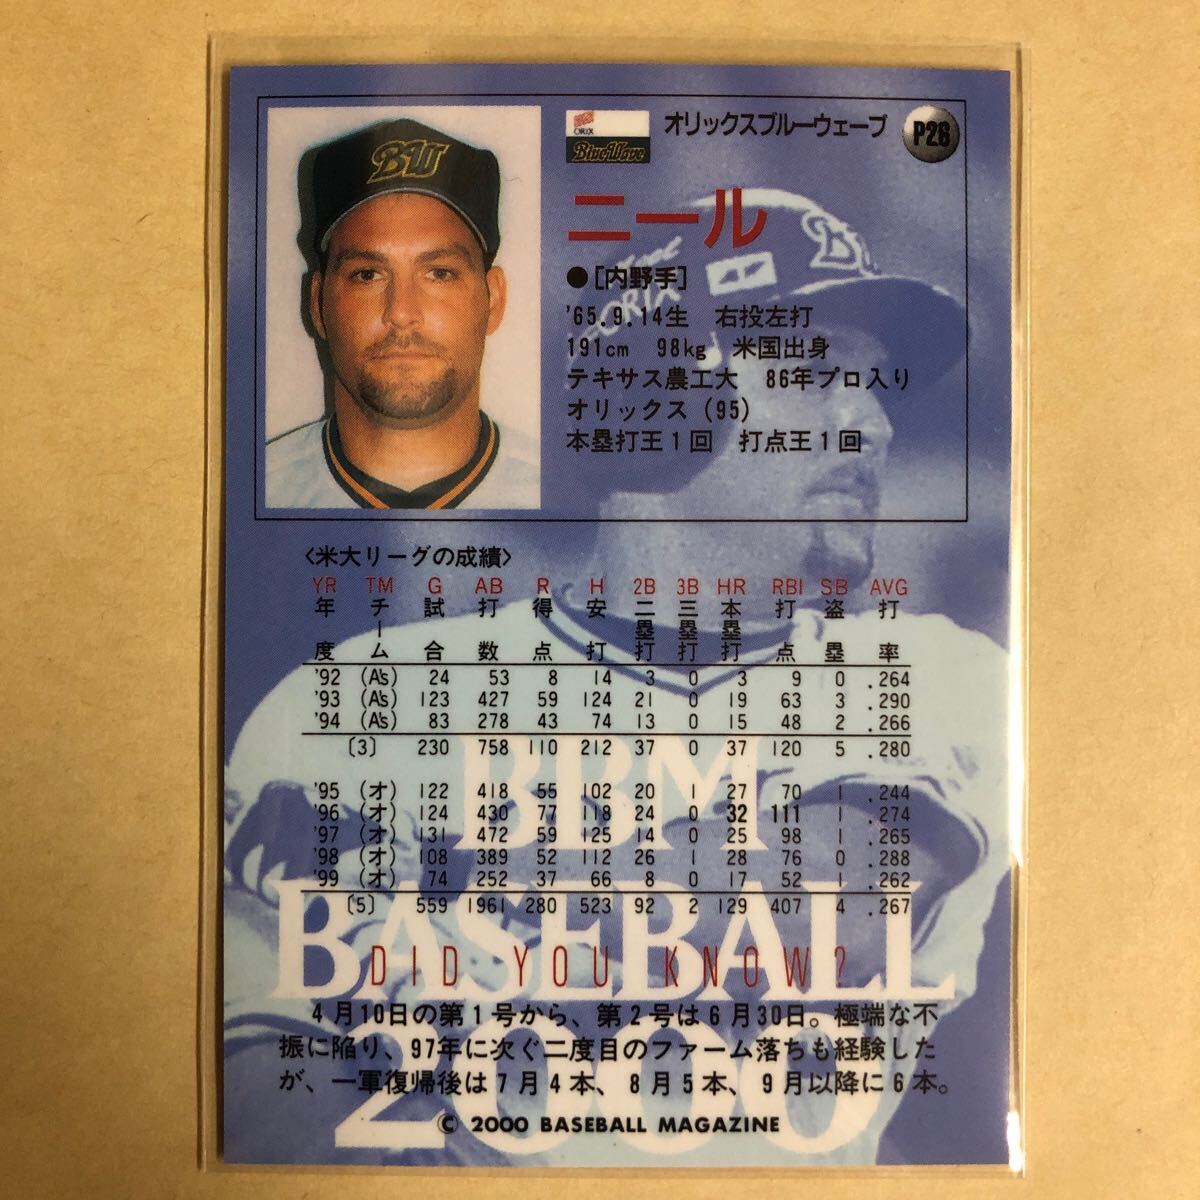 ORIX
BlueWave
オリックスブルーウェーブ
P26
BW
ニール
●[内野手]
'65.9.14生 右投左打
191cm 98kg 米国出身
テキサス農工大 86年プロ入り
オリックス(95)
本塁打王1回 打点王1回
ORIX
〈米大リーグの成績〉
YR TM G AB R H 2B 3B HR RBI SB AVG
年度 チーム 試合 打数 得点 安打 二塁打 三塁打 本塁打 打点 盗塁 打率
'92 (A's) 24 53 8 14 3 0 3 9 0 .264
'93 (A's) 123 427 59 124 21 0 19 63 3 .290
'94 (A's) 83 278 43 74 13 0 15 48 2 .266
〔3〕 230 758 110 212 37 0 37 120 5 .280
'95 (オ) 122 418 55 102 20 1 27 70 1 .244
'96 (オ) 124 430 77 118 24 0 32 111 1 .274
'97 (オ) 131 472 59 125 14 0 25 98 1 .265
'98 (オ) 108 389 52 112 26 1 28 76 0 .288
'99 (オ) 74 252 37 66 8 0 17 52 1 .262
〔5〕 559 1961 280 523 92 2 129 407 4 .267
BBM
BASEBALL
2000
DID YOU KNOW?
4月10日の第1号から、第2号は6月30日。極端な不
振に陥り、97年に次ぐ二度目のファーム落ちも経験した
が、一軍復帰後は7月4本、8月5本、9月以降に6本。
© 2000 BASEBALL MAGAZINE